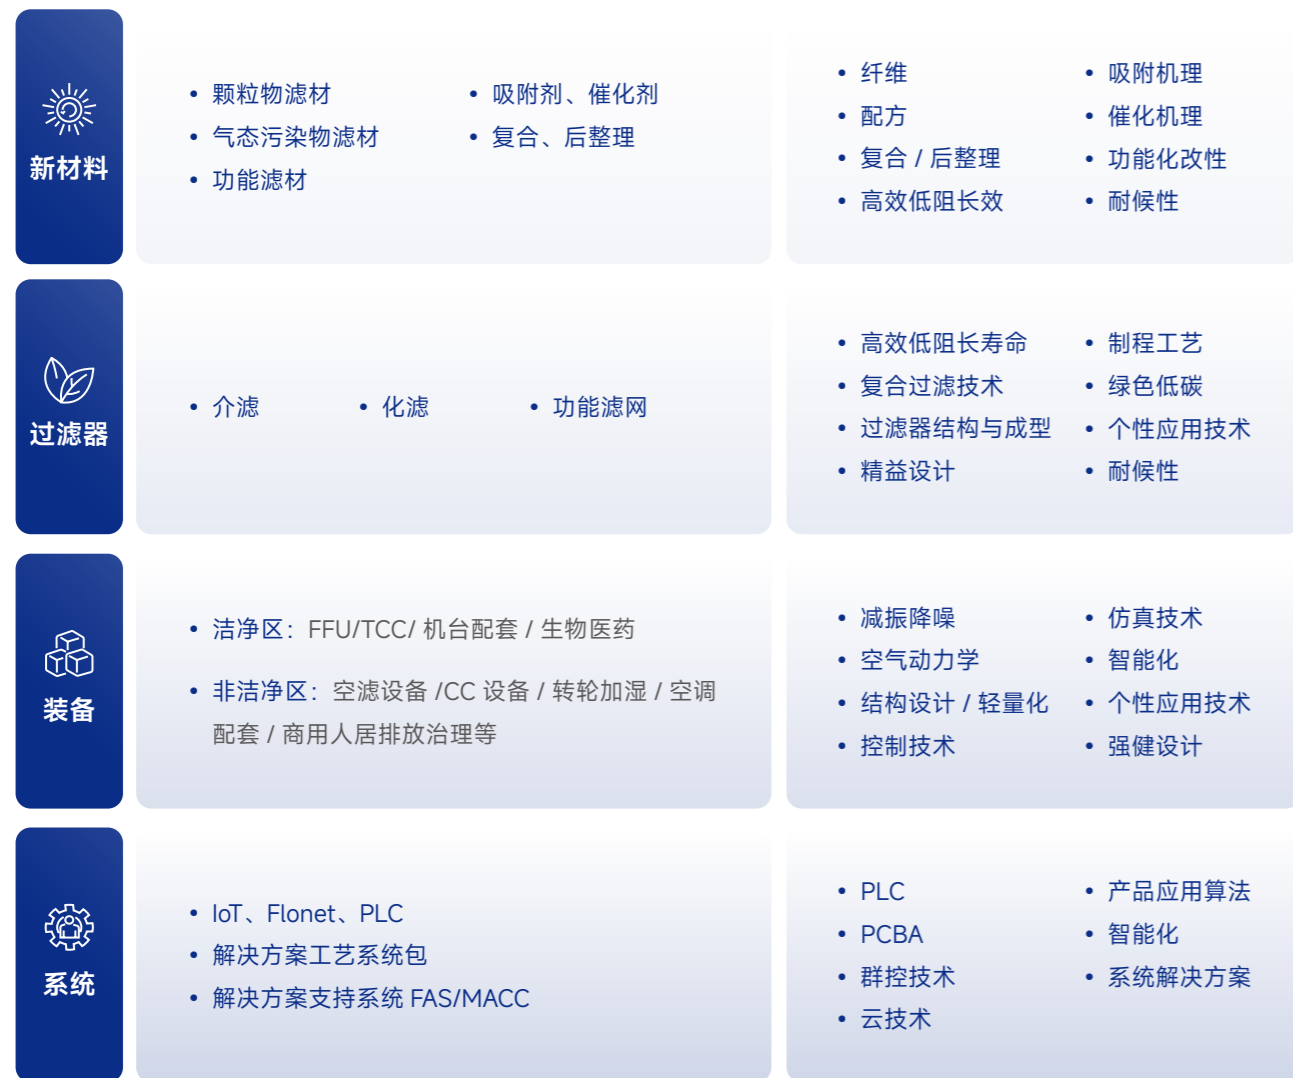 新材料
• 颗粒物滤材
• 气态污染物滤材
• 功能滤材
• 吸附剂、催化剂
• 复合、后整理
• 纤维
• 配方
• 复合 / 后整理
• 高效低阻长效
• 吸附机理
• 催化机理
• 功能化改性
• 耐候性
过滤器
• 介滤
• 化滤
• 功能滤网
• 高效低阻长寿命
• 复合过滤技术
• 过滤器结构与成型
• 精益设计
• 制程工艺
• 绿色低碳
• 个性应用技术
• 耐候性
装备
• 洁净区：FFU/TCC/ 机台配套 / 生物医药
• 非洁净区：空滤设备 /CC 设备 / 转轮加湿 / 空调
配套 / 商用人居排放治理等
• 减振降噪
• 空气动力学
• 结构设计 / 轻量化
• 控制技术
• 仿真技术
• 智能化
• 个性应用技术
• 强健设计
系统
• IoT、Flonet、PLC
• 解决方案工艺系统包
• 解决方案支持系统 FAS/MACC
• PLC
• PCBA
• 群控技术
• 云技术
• 产品应用算法
• 智能化
• 系统解决方案